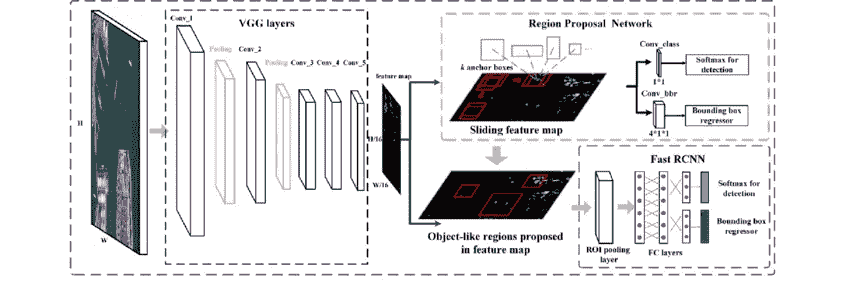 VGG layers
Conv_1
Pooling
Conv_2
Pooling
Conv_3
Conv_4
Conv_5
H
W
feature map
H/16
W/16
Region Proposal Network
k anchor boxes
...
Sliding feature map
Conv_class
1*1
Conv_bbr
4*1*1
Softmax for
detection
Bounding box
regressor
Object-like regions proposed
in feature map
Fast RCNN
ROI pooling
layer
FC layers
Softmax for
detection
Bounding box
regressor